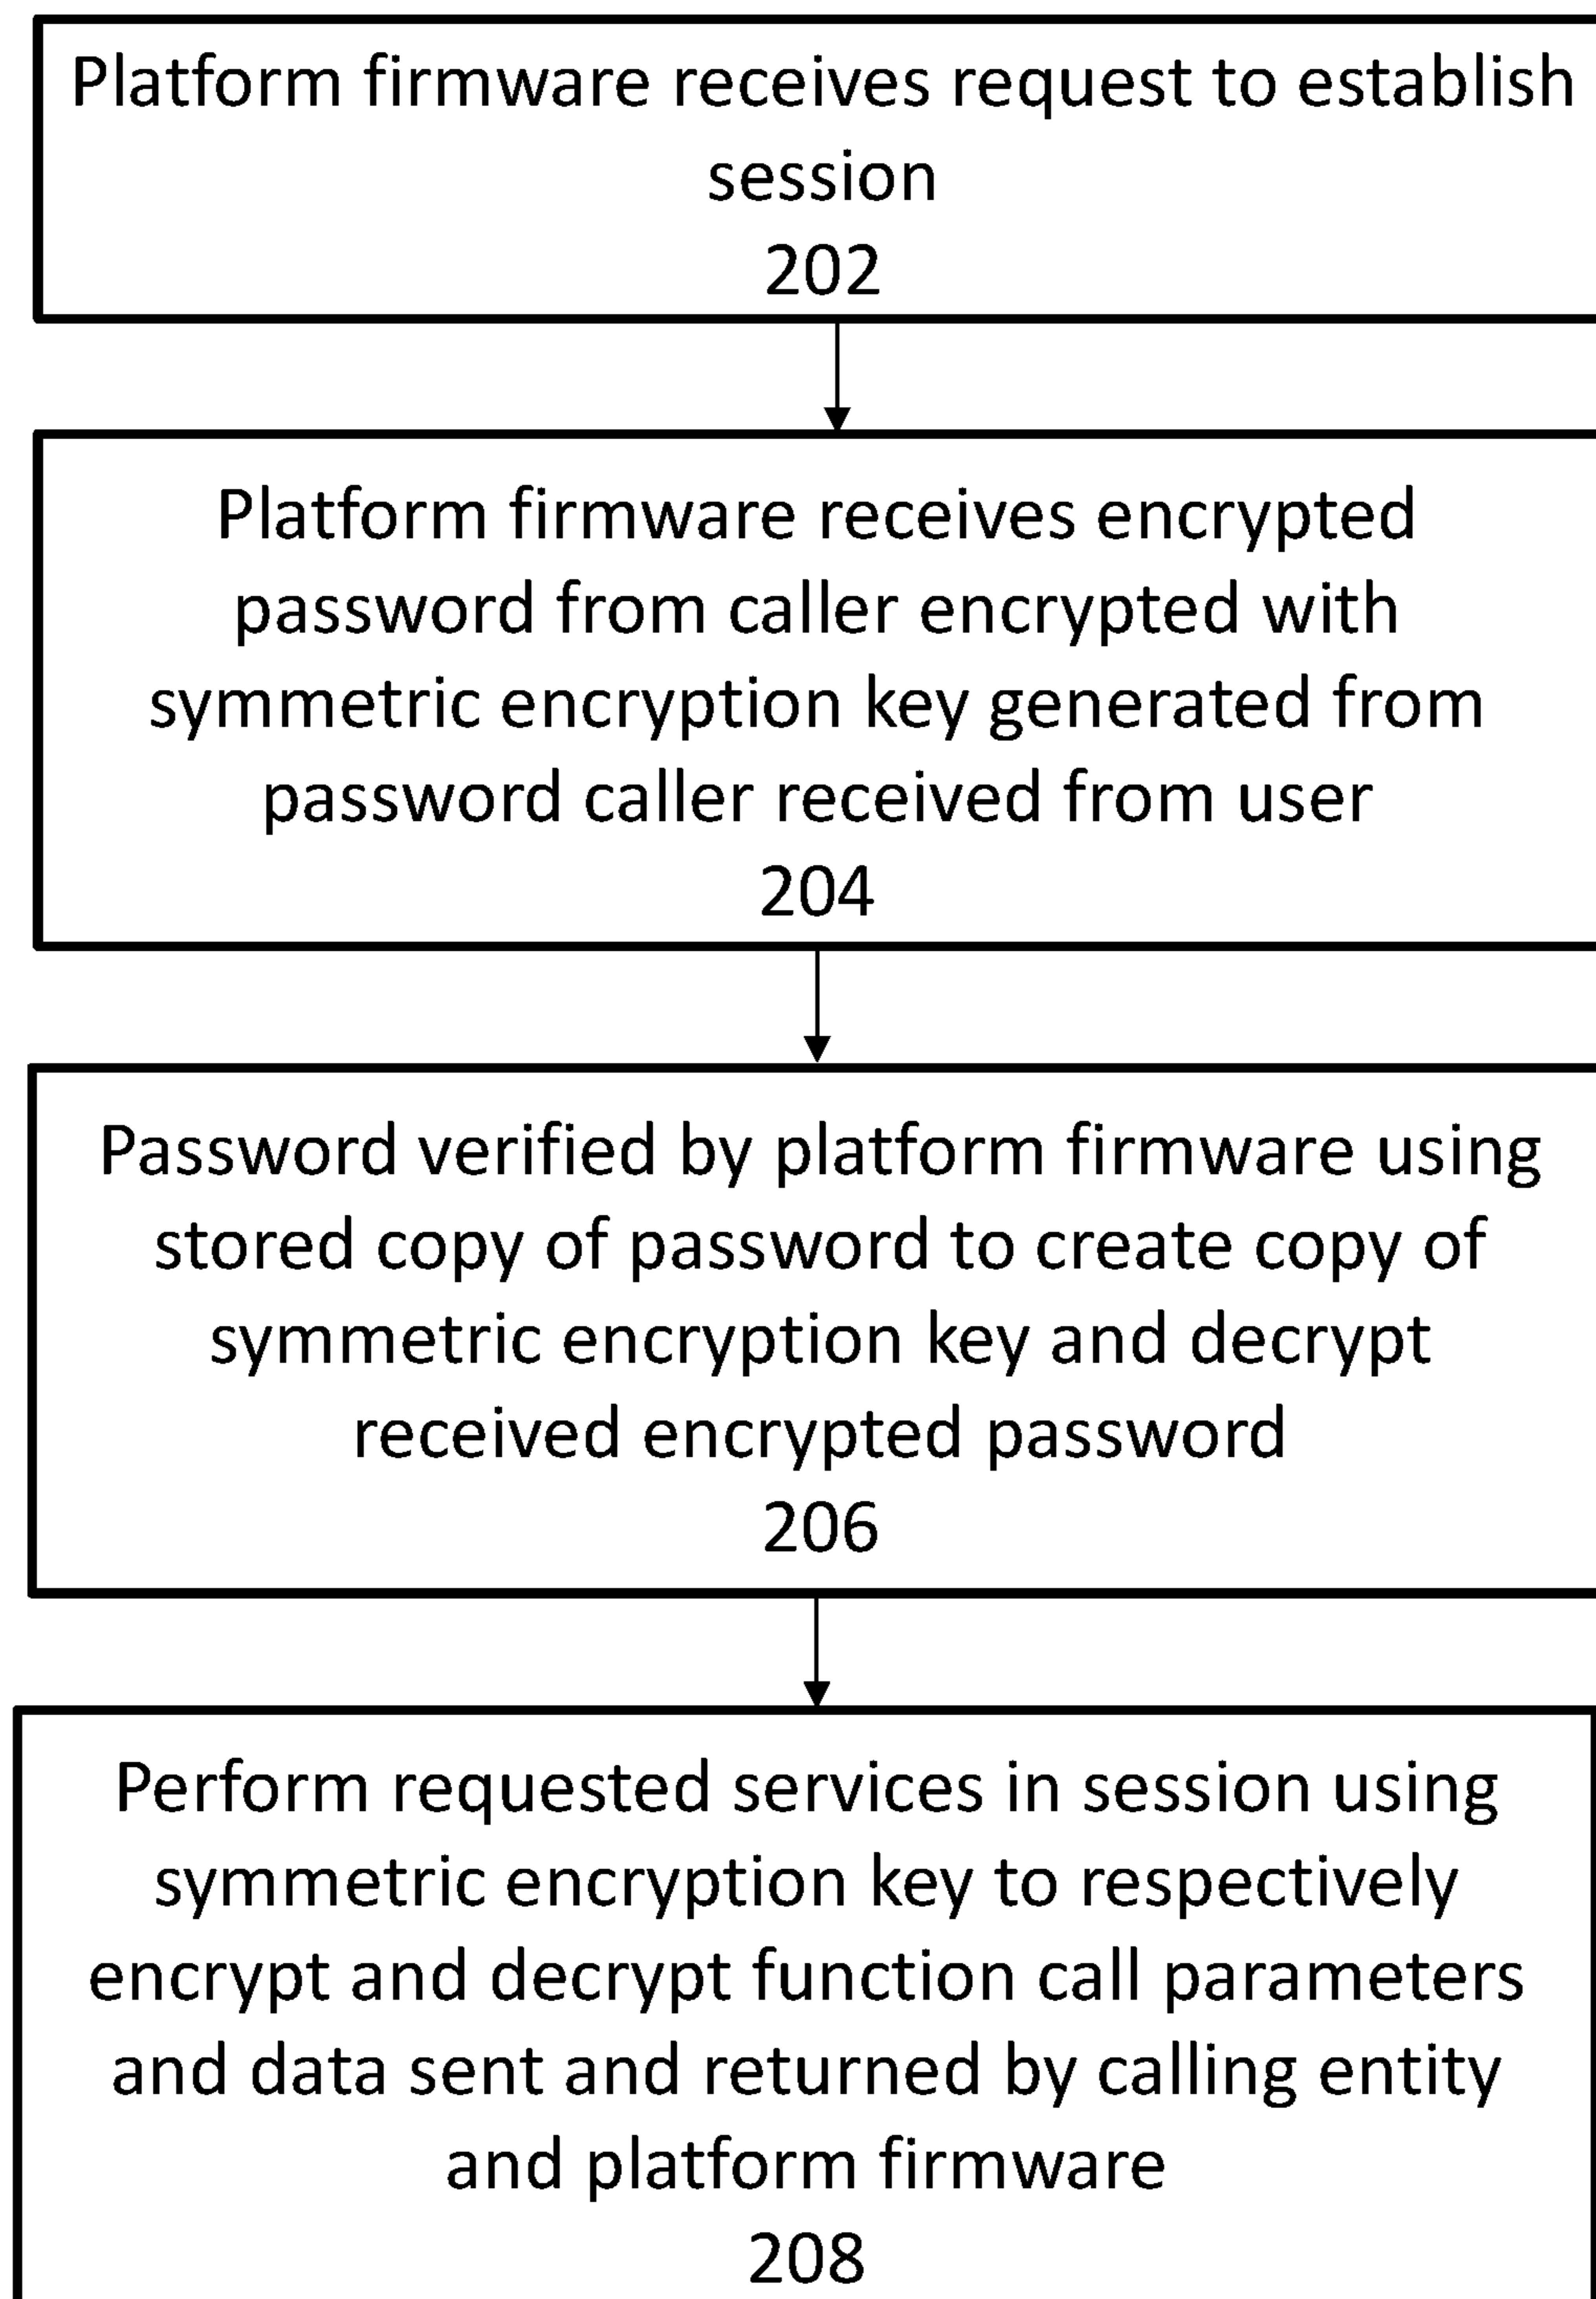 Platform firmware receives request to establish
session
202
Platform firmware receives encrypted
password from caller encrypted with
symmetric encryption key generated from
password caller received from user
204
Password verified by platform firmware using
stored copy of password to create copy of
symmetric encryption key and decrypt
received encrypted password
206
Perform requested services in session using
symmetric encryption key to respectively
encrypt and decrypt function call parameters
and data sent and returned by calling entity
and platform firmware
208